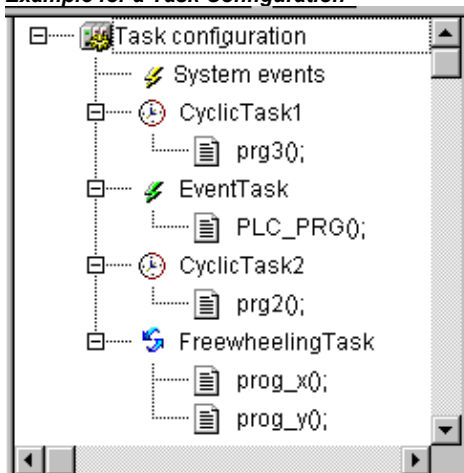 Example for a Task Configuration
Task configuration
System events
CyclicTask1
prg3();
EventTask
PLC_PRG();
CyclicTask2
prg2();
FreewheelingTask
prog_x();
prog_y();